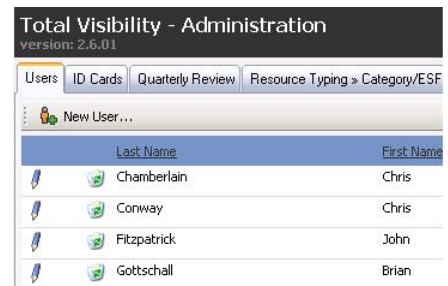 Total Visibility - Administration
version: 2.6.01
Users ID Cards Quarterly Review Resource Typing » Category/ESF
New User...
Last Name First Name
Chamberlain Chris
Conway Chris
Fitzpatrick John
Gottschall Brian